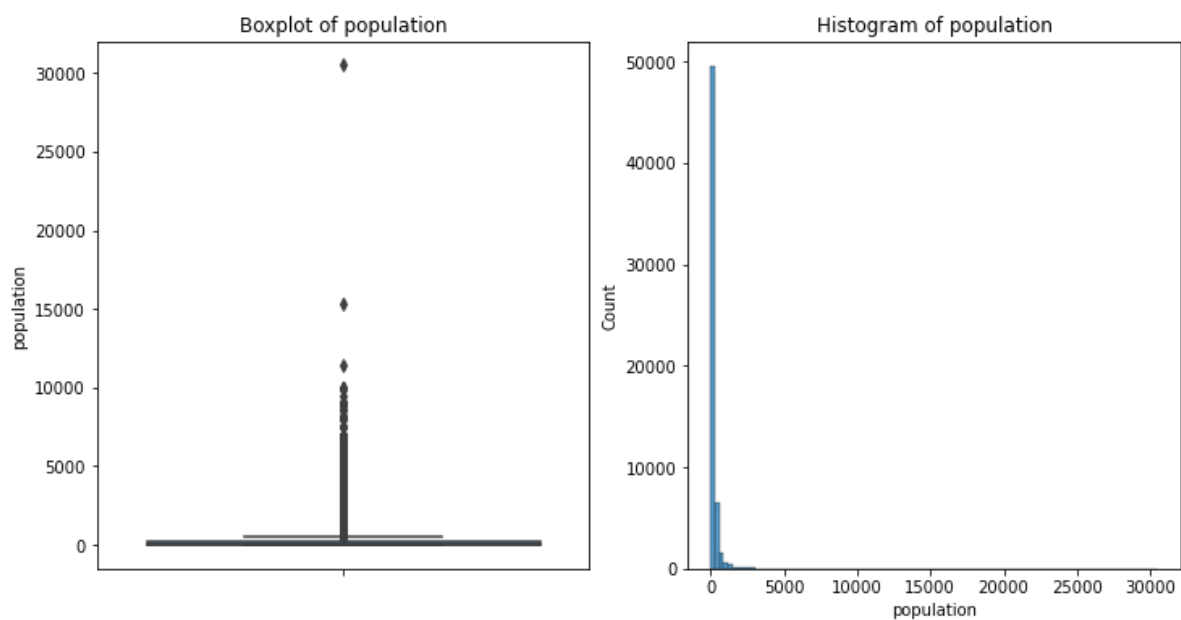 Boxplot of population
30000
25000
20000
15000
10000
5000
0
population
Histogram of population
50000
40000
30000
20000
10000
0
Count
0 5000 10000 15000 20000 25000 30000
population